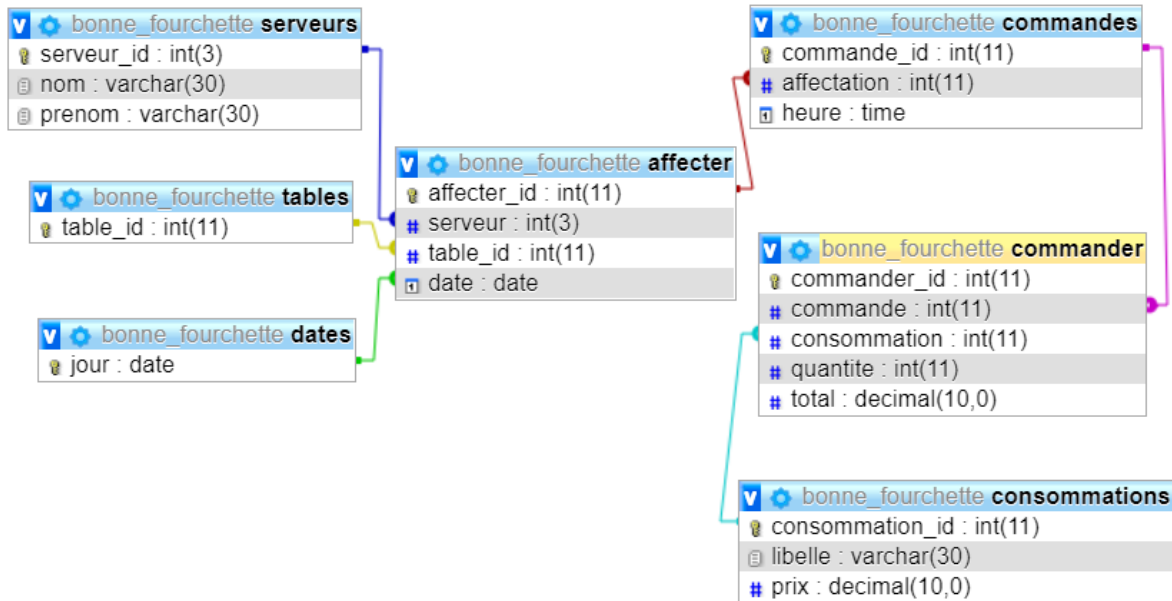 bonne_fourchette serveurs
serveur_id : int(3)
nom : varchar(30)
prenom : varchar(30)
bonne_fourchette tables
table_id : int(11)
bonne_fourchette dates
jour : date
bonne_fourchette affecter
affecter_id : int(11)
serveur : int(3)
table_id : int(11)
date : date
bonne_fourchette commandes
commande_id : int(11)
affectation : int(11)
heure : time
bonne_fourchette commander
commander_id : int(11)
commande : int(11)
consommation : int(11)
quantite : int(11)
total : decimal(10,0)
bonne_fourchette consommations
consommation_id : int(11)
libelle : varchar(30)
prix : decimal(10,0)